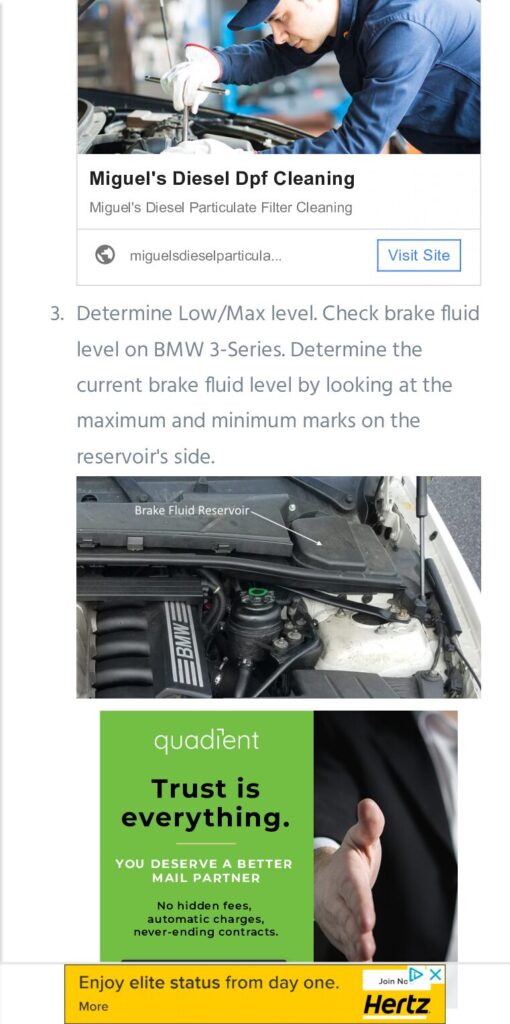 Miguel's Diesel Dpf Cleaning
Miguel's Diesel Particulate Filter Cleaning
miguelsdieselparticula...
Visit Site
3. Determine Low/Max level. Check brake fluid
level on BMW 3-Series. Determine the
current brake fluid level by looking at the
maximum and minimum marks on the
reservoir's side.
Brake Fluid Reservoir
BMW
quadient
Trust is
everything.
YOU DESERVE A BETTER
MAIL PARTNER
No hidden fees,
automatic charges,
never-ending contracts.
Enjoy elite status from day one.
More
Join No
Hertz